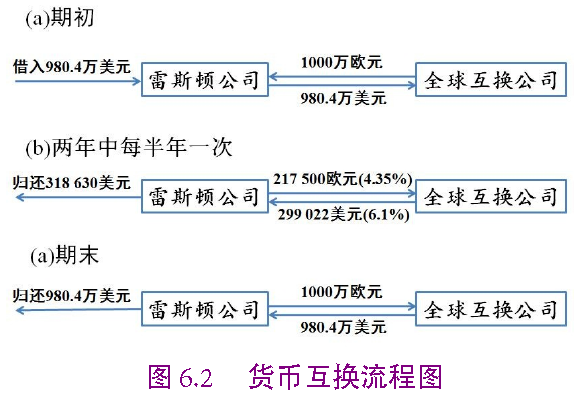 (a)期初
借入980.4万美元
雷斯顿公司
1000万欧元
980.4万美元
全球互换公司
(b)两年中每半年一次
归还318 630美元
雷斯顿公司
217 500欧元(4.35%)
299 022美元(6.1%)
全球互换公司
(a)期末
归还980.4万美元
雷斯顿公司
1000万欧元
980.4万美元
全球互换公司
图 6.2 货币互换流程图